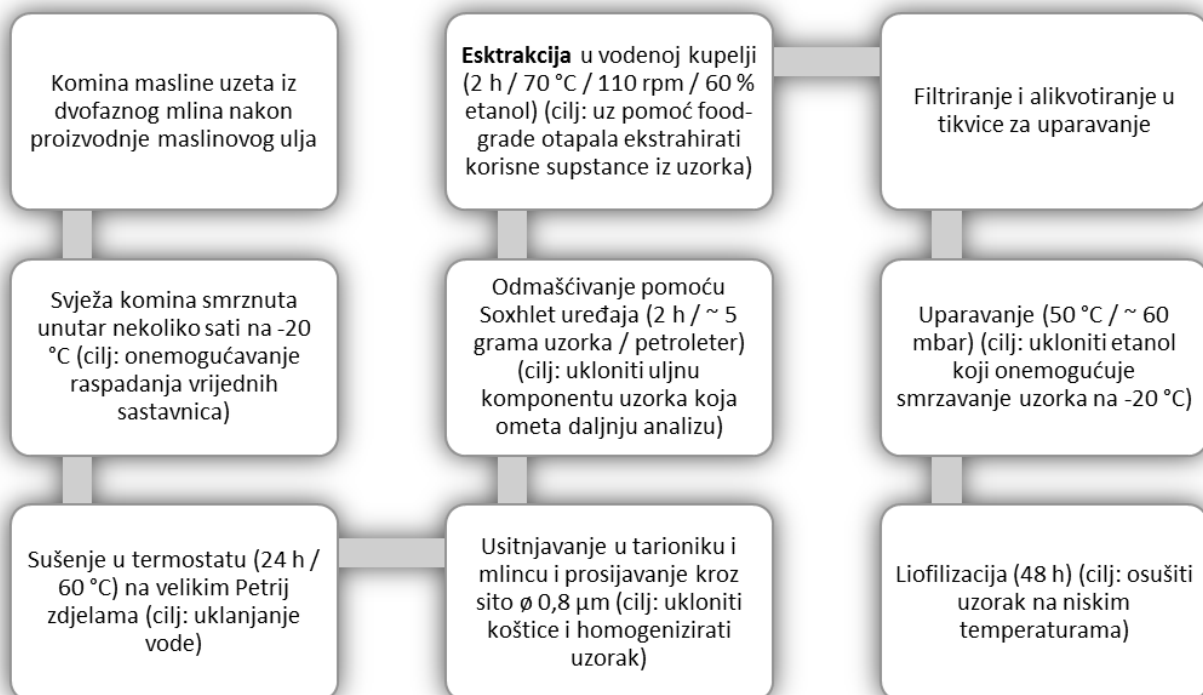 Komina masline uzeta iz
dvofaznog mlina nakon
proizvodnje maslinovog ulja
Svježa komina smrznuta
unutar nekoliko sati na -20
°C (cilj: onemogućavanje
raspadanja vrijednih
sastavnica)
Sušenje u termostatu (24 h /
60 °C) na velikim Petrij
zdjelama (cilj: uklanjanje
vode)
Usitnjavanje u tarioniku i
mlincu i prosijavanje kroz
sito ø 0,8 μm (cilj: ukloniti
koštice i homogenizirati
uzorak)
Odmašćivanje pomoću
Soxhlet uređaja (2 h / ~ 5
grama uzorka / petroleter)
(cilj: ukloniti uljnu
komponentu uzorka koja
ometa daljnju analizu)
Esktrakcija u vodenoj kupelji
(2 h / 70 °C / 110 rpm / 60 %
etanol) (cilj: uz pomoć food-
grade otapala ekstrahirati
korisne supstance iz uzorka)
Filtriranje i alikvotiranje u
tikvice za uparavanje
Uparavanje (50 °C / ~ 60
mbar) (cilj: ukloniti etanol
koji onemogućuje
smrzavanje uzorka na -20 °C)
Liofilizacija (48 h) (cilj: osušiti
uzorak na niskim
temperaturama)